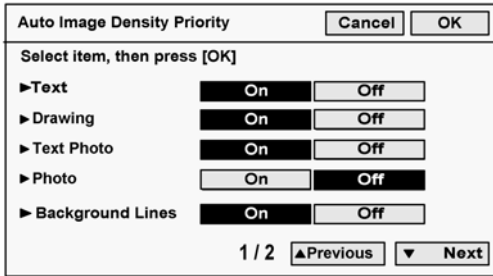 Auto Image Density Priority Cancel OK
Select item, then press [OK]
►Text On Off
►Drawing On Off
►Text Photo On Off
►Photo On Off
►Background Lines On Off
1 / 2 ▲Previous ▼ Next